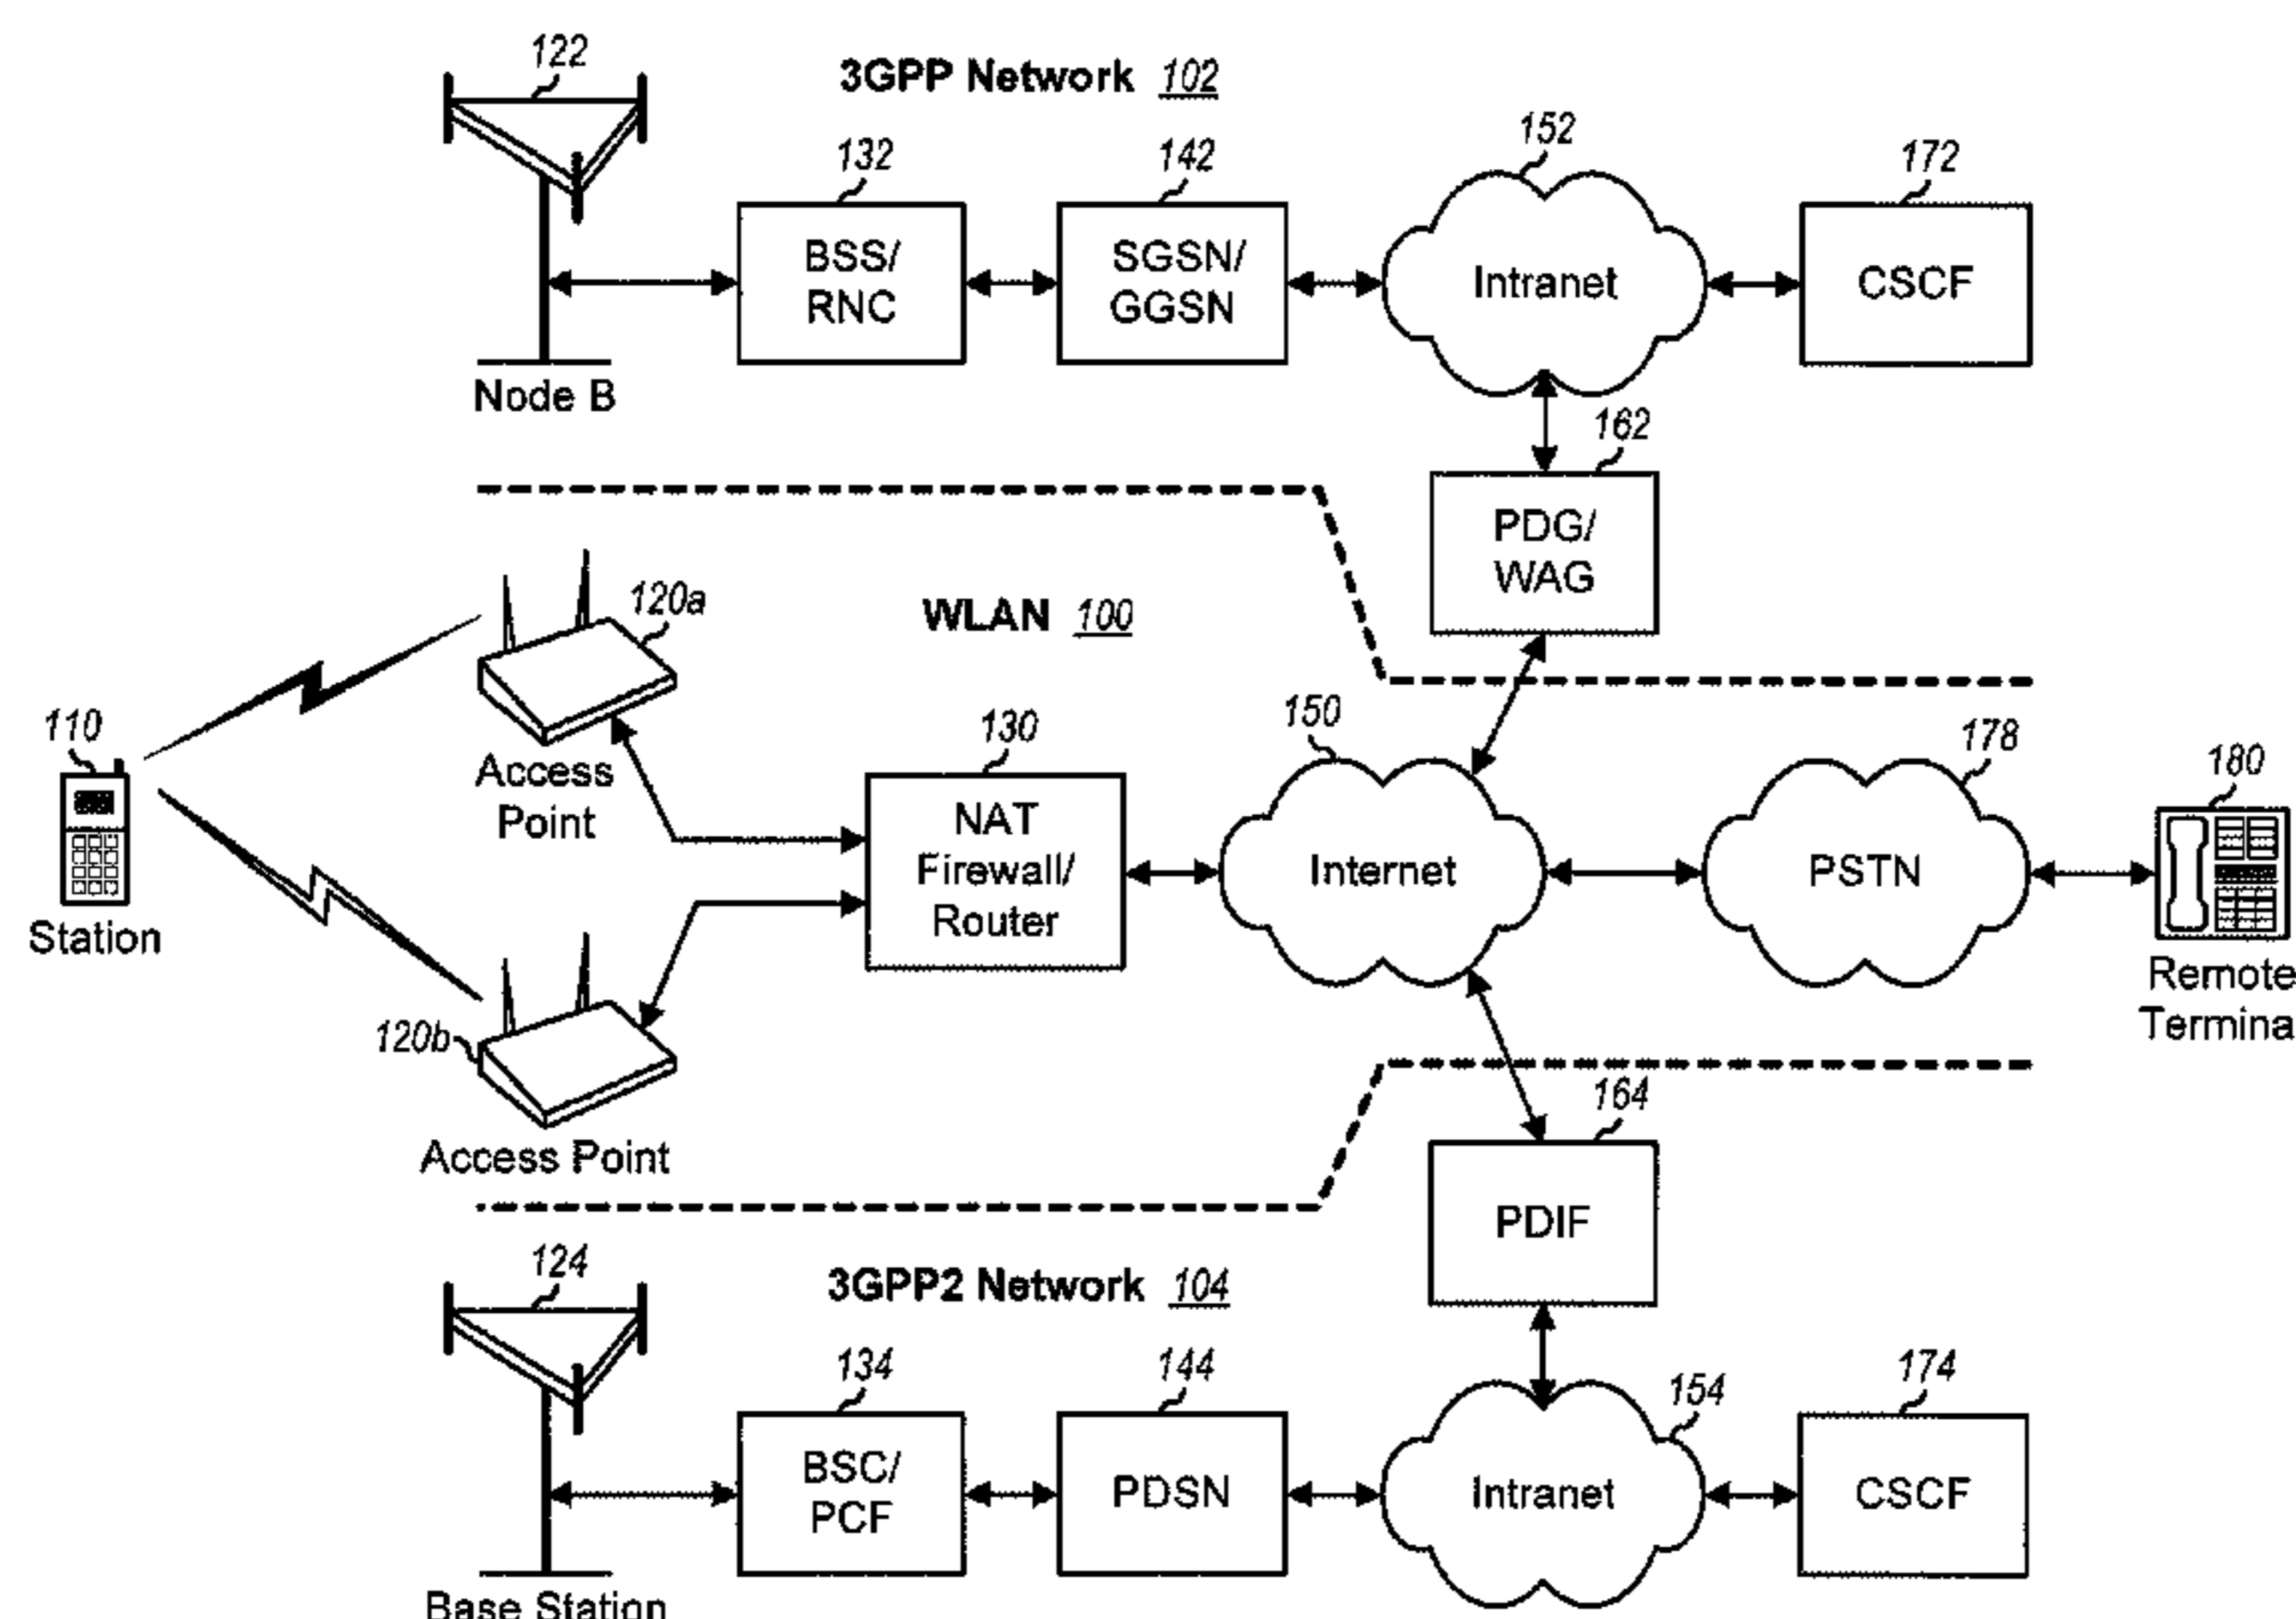 122
3GPP Network 102
132
142
152
172
BSS/
RNC
SGSN/
GGSN
Intranet
CSCF
Node B
162
PDG/
WAG
120a
WLAN 100
Access
Point
110
Station
130
NAT
Firewall/
Router
150
Internet
178
PSTN
180
Remote
Termina
120b
Access Point
164
PDIF
124
3GPP2 Network 104
134
144
154
174
BSC/
PCF
PDSN
Intranet
CSCF
Base Station